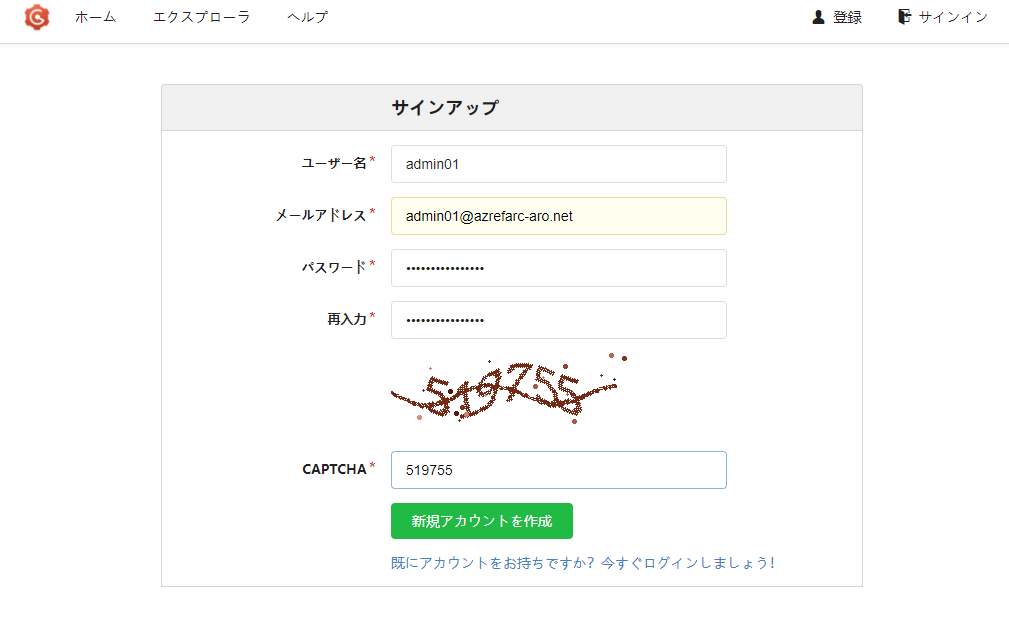 ホーム エクスプローラ ヘルプ 登録 サインイン
サインアップ
ユーザー名* admin01
メールアドレス* admin01@azrefarc-aro.net
パスワード* ••••••••••••••••
再入力* ••••••••••••••••
519755
CAPTCHA* 519755
新規アカウントを作成
既にアカウントをお持ちですか? 今すぐログインしましょう!